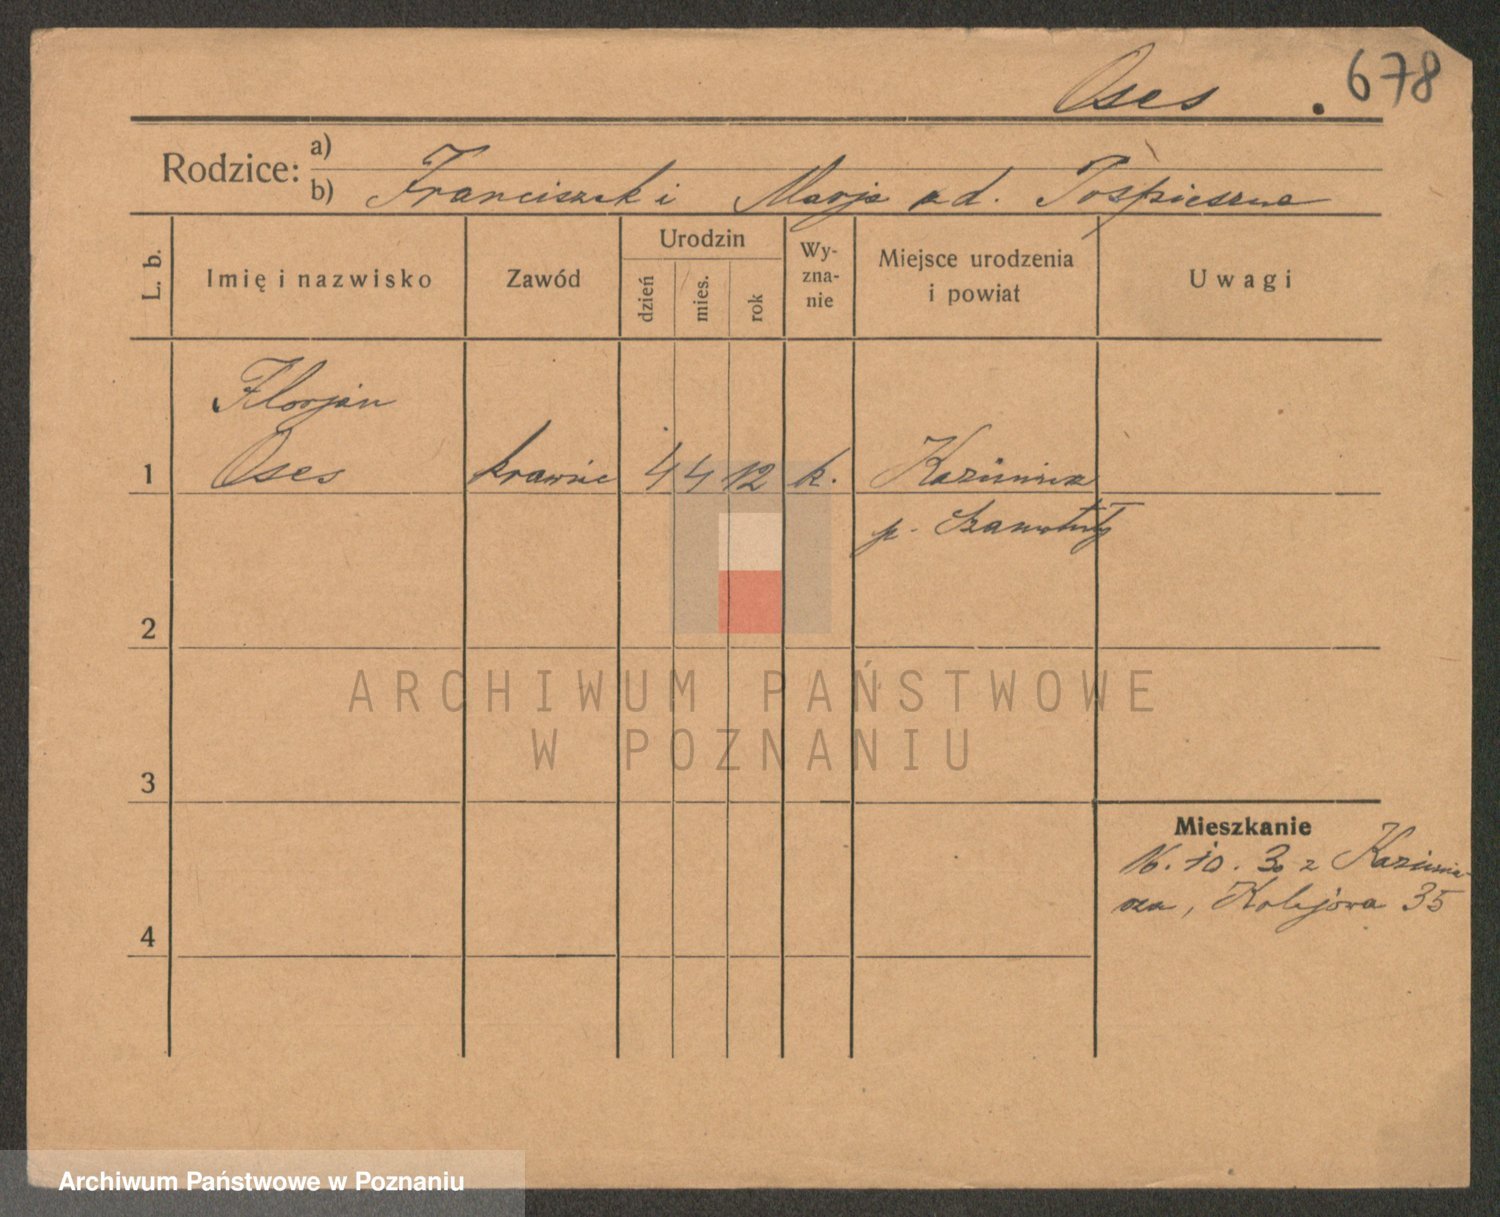 Oses . 678
Rodzice: a)
b) Franciszek i Marja z d. Pospieszna
L. b.
Imię i nazwisko
Zawód
Urodzin
dzień
mies.
rok
Wy-
zna-
nie
Miejsce urodzenia
i powiat
Uwagi
Florjan
1 Oses krawiec 4 4 12 k. Kazimierz
p. Szamotuły
2
ARCHIWUM PAŃSTWOWE
W POZNANIU
3
Mieszkanie
16. 10. 30 z Kazimie-
rza, Kolejowa 35
4
Archiwum Państwowe w Poznaniu